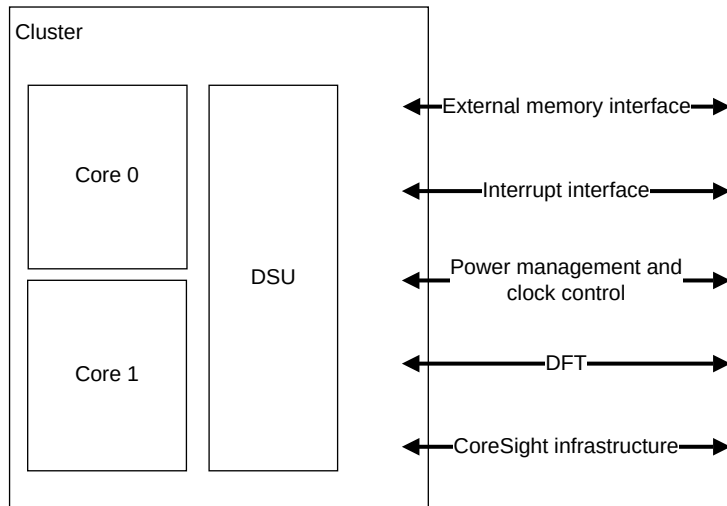 Cluster
Core 0
Core 1
DSU
External memory interface
Interrupt interface
Power management and
clock control
DFT
CoreSight infrastructure